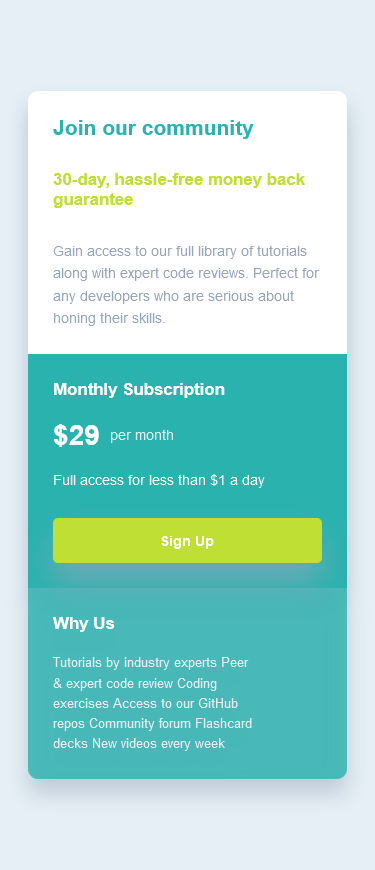 Join our community
30-day, hassle-free money back
guarantee
Gain access to our full library of tutorials
along with expert code reviews. Perfect for
any developers who are serious about
honing their skills.
Monthly Subscription
$29 per month
Full access for less than $1 a day
Sign Up
Why Us
Tutorials by industry experts Peer
& expert code review Coding
exercises Access to our GitHub
repos Community forum Flashcard
decks New videos every week